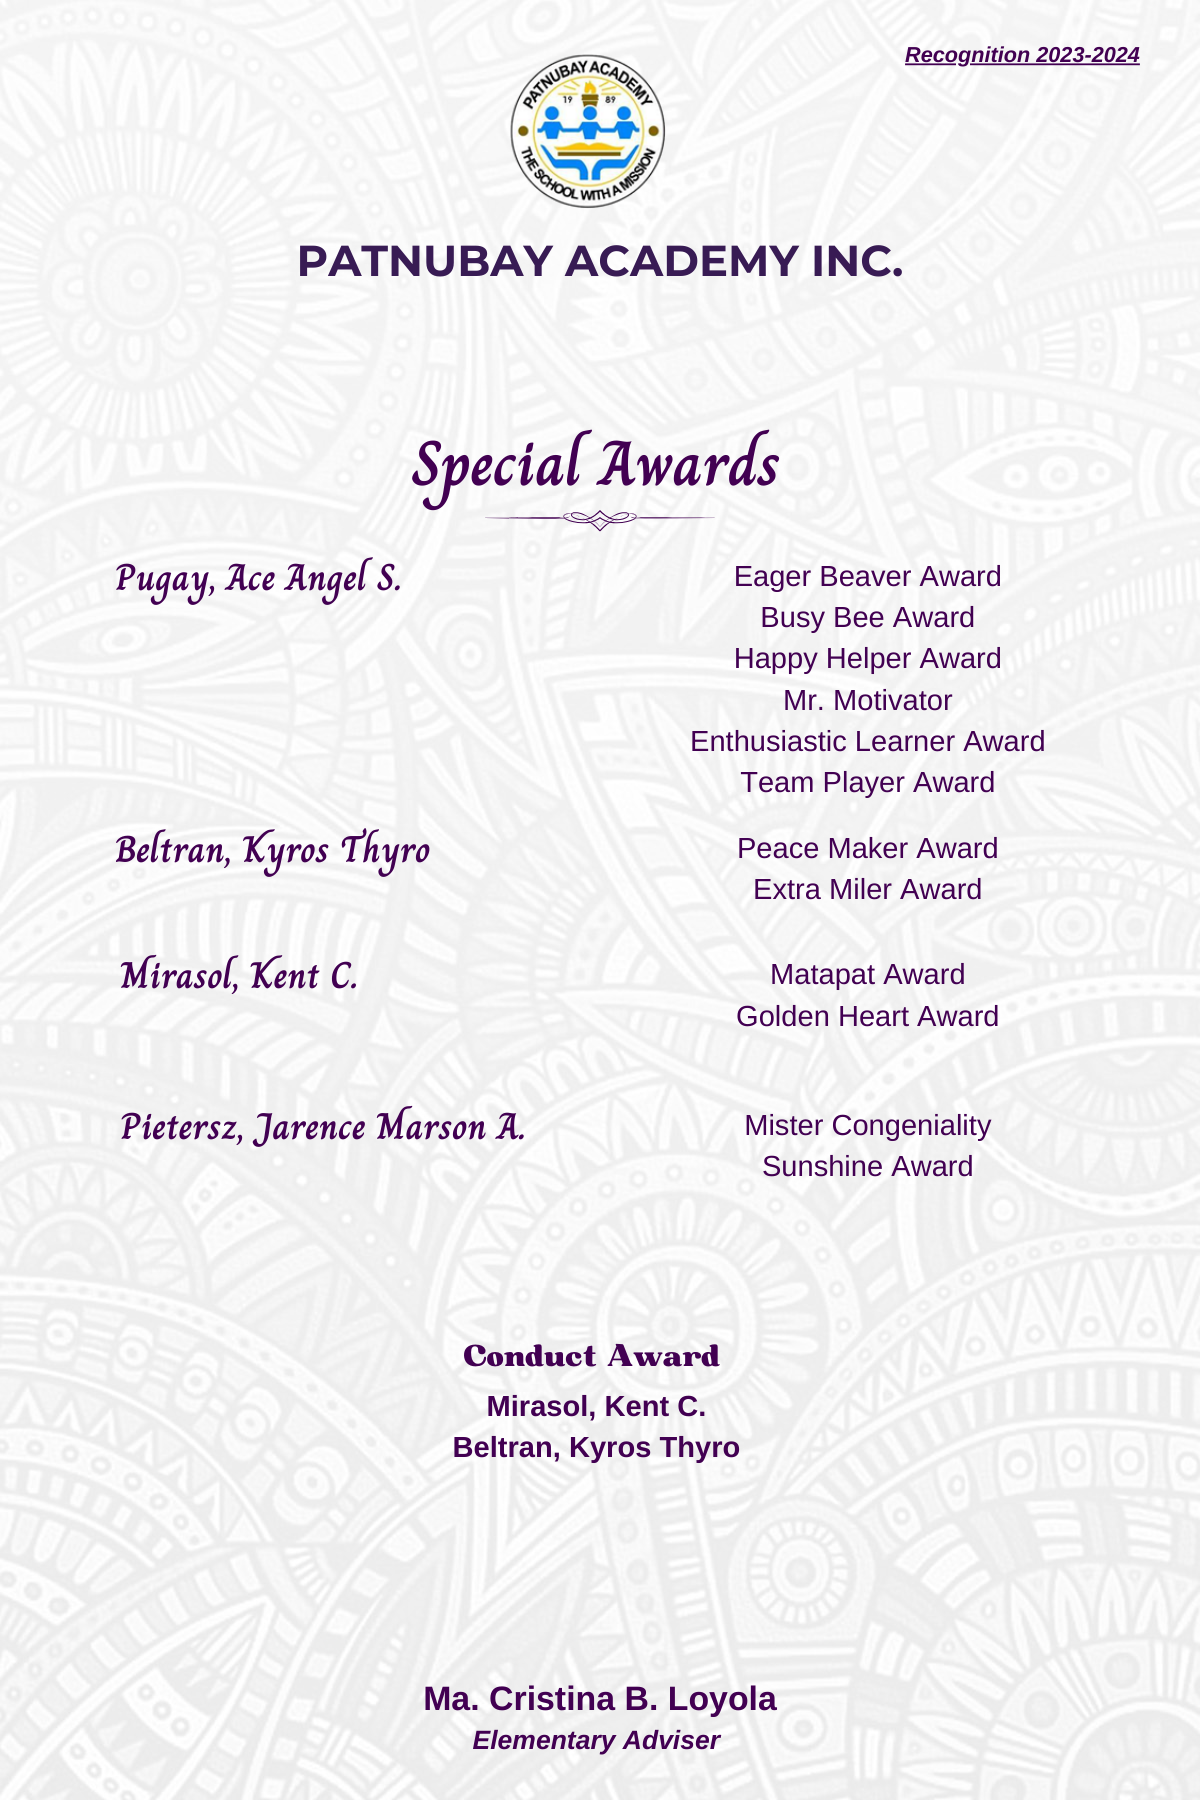 Recognition 2023-2024
PATNUBAY ACADEMY
19 89
THE SCHOOL WITH A MISSION
PATNUBAY ACADEMY INC.
Special Awards
Pugay, Ace Angel S.
Eager Beaver Award
Busy Bee Award
Happy Helper Award
Mr. Motivator
Enthusiastic Learner Award
Team Player Award
Beltran, Kyros Thyro
Peace Maker Award
Extra Miler Award
Mirasol, Kent C.
Matapat Award
Golden Heart Award
Pietersz, Jarence Marson A.
Mister Congeniality
Sunshine Award
Conduct Award
Mirasol, Kent C.
Beltran, Kyros Thyro
Ma. Cristina B. Loyola
Elementary Adviser